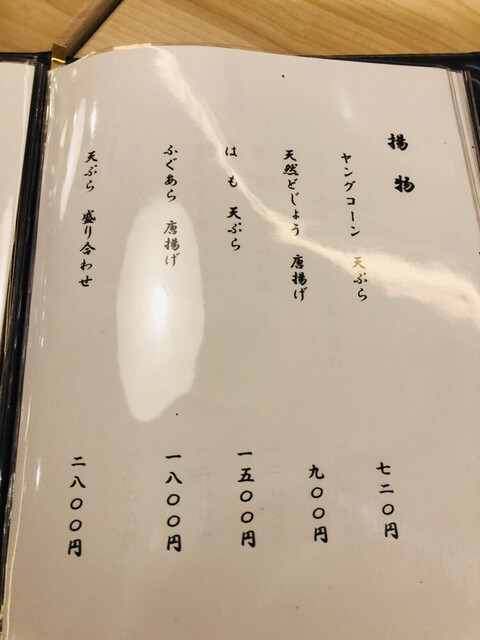 揚物
ヤングコーン 天ぷら 七二〇円
天然どじょう 唐揚げ 九〇〇円
はも 天ぷら 一五〇〇円
ふぐあら 唐揚げ 一八〇〇円
天ぷら 盛り合わせ 二八〇〇円